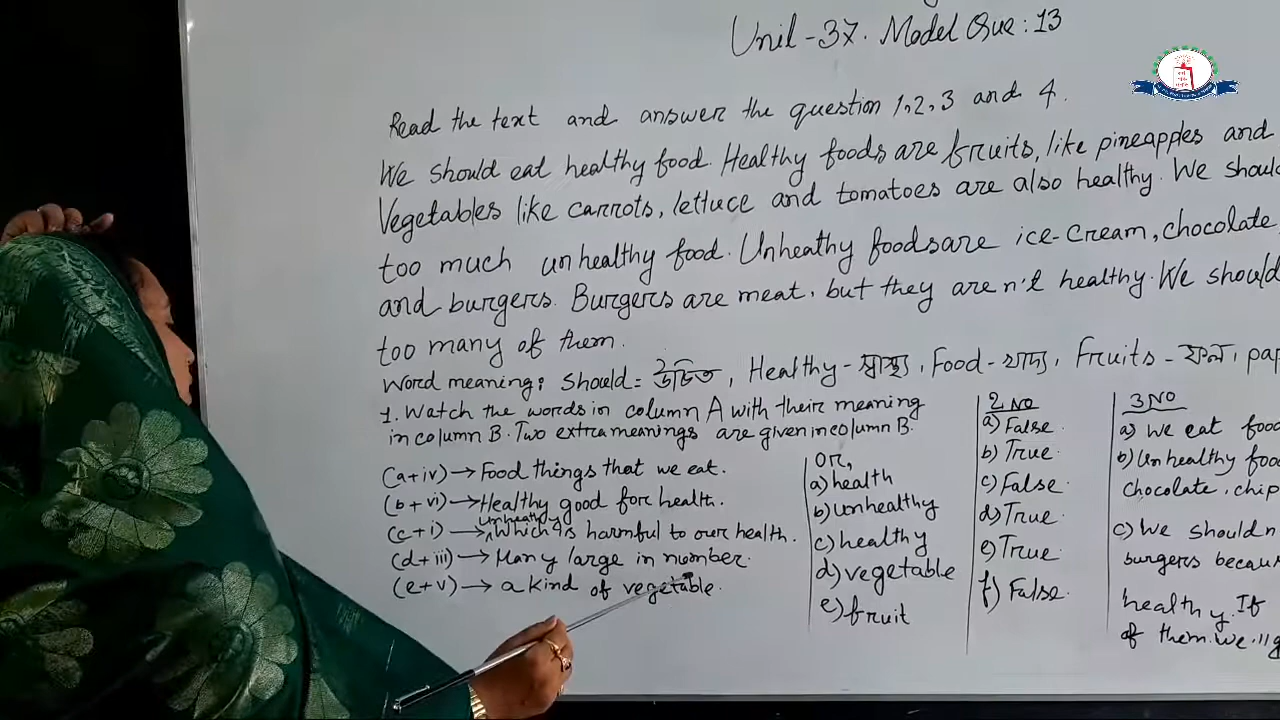 Unit-37. Model Que: 13
Read the text and answer the question 1,2,3 and 4.
We should eat healthy food. Healthy foods are fruits, like pineapples and
Vegetables like carrots, lettuce and tomatoes are also healthy. We shoul
too much unhealthy food. Unheathy foods are ice-cream, chocolate,
and burgers. Burgers are meat, but they are n't healthy. We should
too many of them.
Word meaning: Should = উচিত, Healthy - স্বাস্থ্য, Food - খাদ্য, Fruits - ফল, pap
1. Watch the words in column A with their meaning
in column B. Two extra meanings are given in column B.
(a+iv) → Food things that we eat.
(b+vi) → Healthy good for health.
(c+i) → unhealthy Which is harmful to our health.
(d+iii) → Many large in number.
(e+v) → a kind of vegetable.
or,
a) health
b) unhealthy
c) healthy
d) vegetable
e) fruit
2 NO
a) False
b) True
c) False
d) True
e) True
f) False
3 NO
a) We eat food
b) Unhealthy foo
chocolate, chip
c) We should n
burgers becau
healthy. If
of them. we'll g